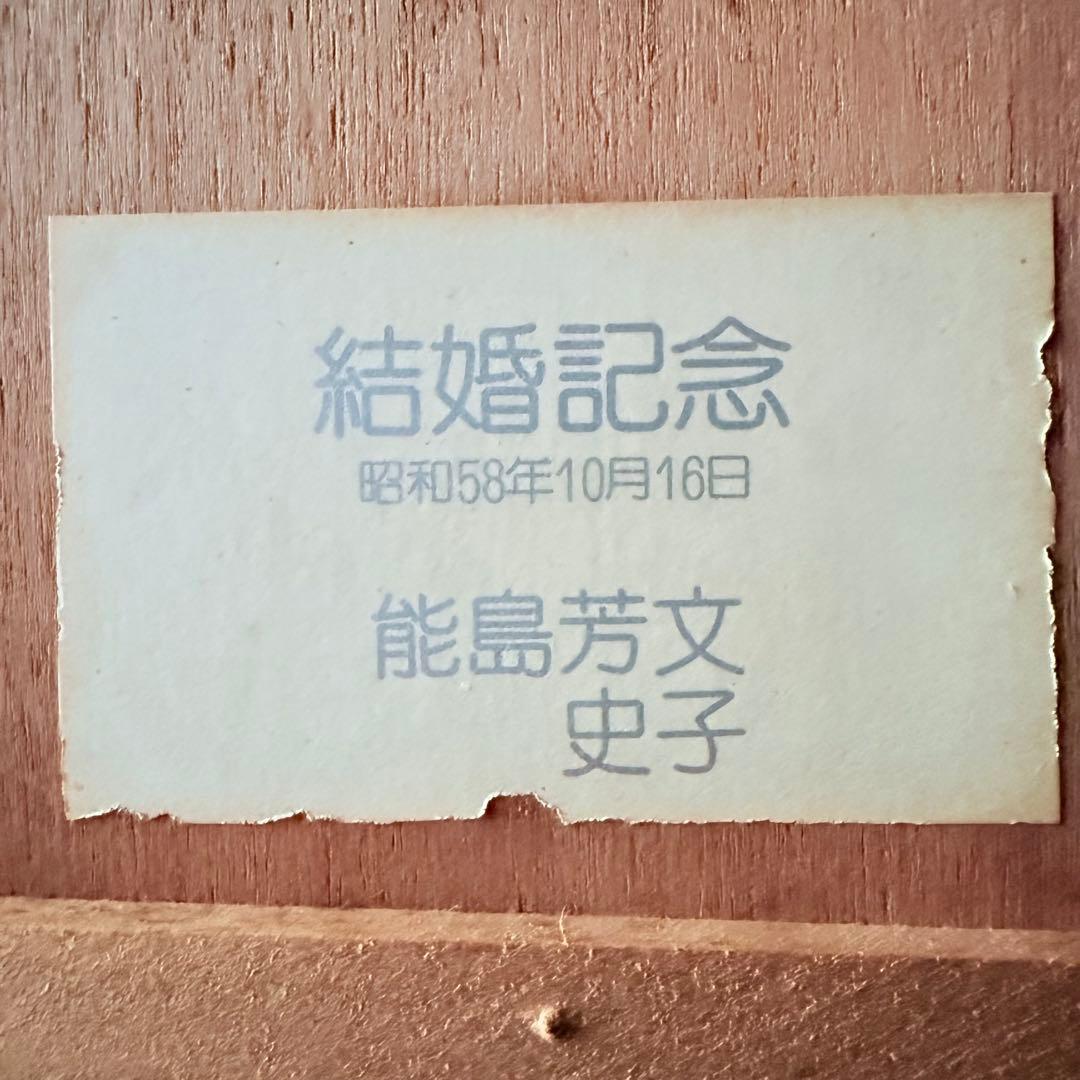 結婚記念
昭和58年10月16日
能島芳文
史子